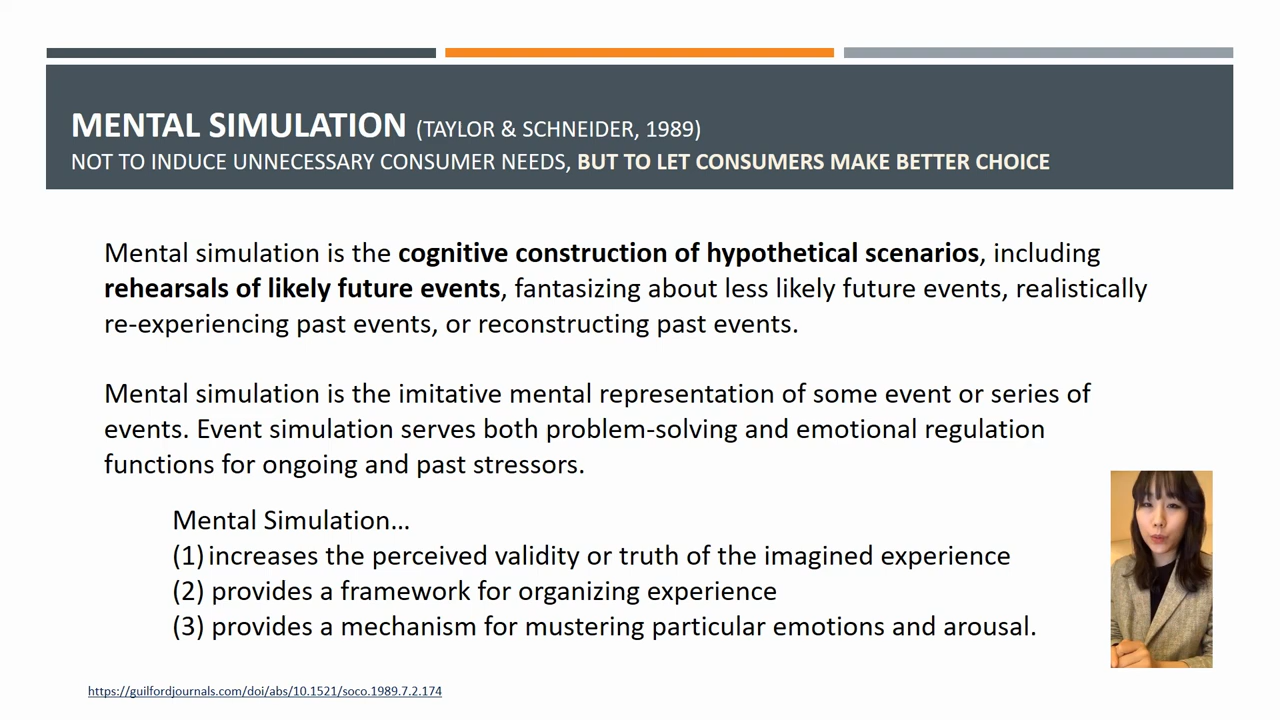 MENTAL SIMULATION (TAYLOR & SCHNEIDER, 1989)
NOT TO INDUCE UNNECESSARY CONSUMER NEEDS, BUT TO LET CONSUMERS MAKE BETTER CHOICE
Mental simulation is the cognitive construction of hypothetical scenarios, including
rehearsals of likely future events, fantasizing about less likely future events, realistically
re-experiencing past events, or reconstructing past events.
Mental simulation is the imitative mental representation of some event or series of
events. Event simulation serves both problem-solving and emotional regulation
functions for ongoing and past stressors.
Mental Simulation…
(1) increases the perceived validity or truth of the imagined experience
(2) provides a framework for organizing experience
(3) provides a mechanism for mustering particular emotions and arousal.
https://guilfordjournals.com/doi/abs/10.1521/soco.1989.7.2.174